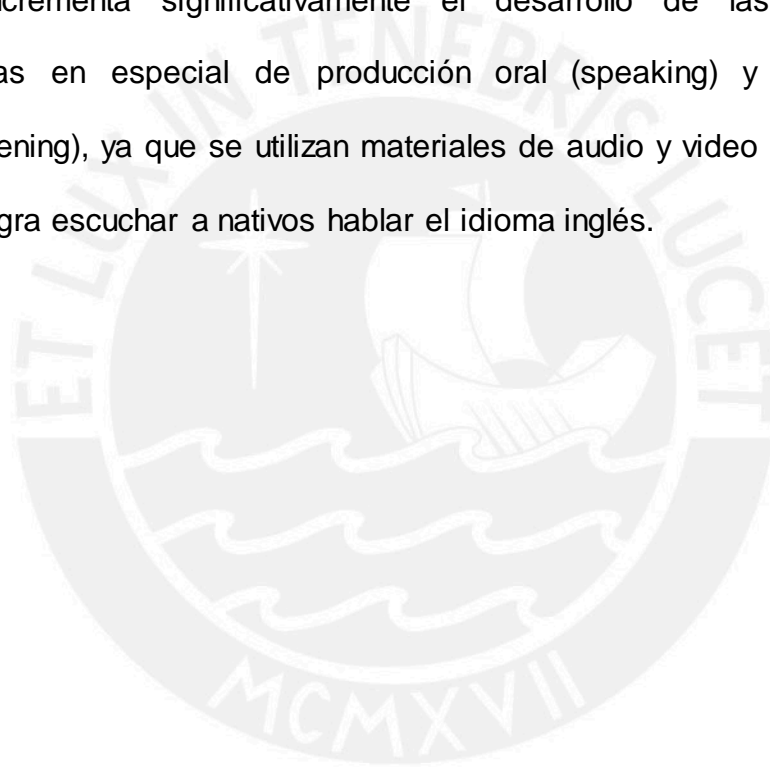 incrementa significativamente el desarrollo de las
as en especial de producción oral (speaking) y
ening), ya que se utilizan materiales de audio y video
gra escuchar a nativos hablar el idioma inglés.
ET LUX IN TENEBRIS LUCET
MCMXVII